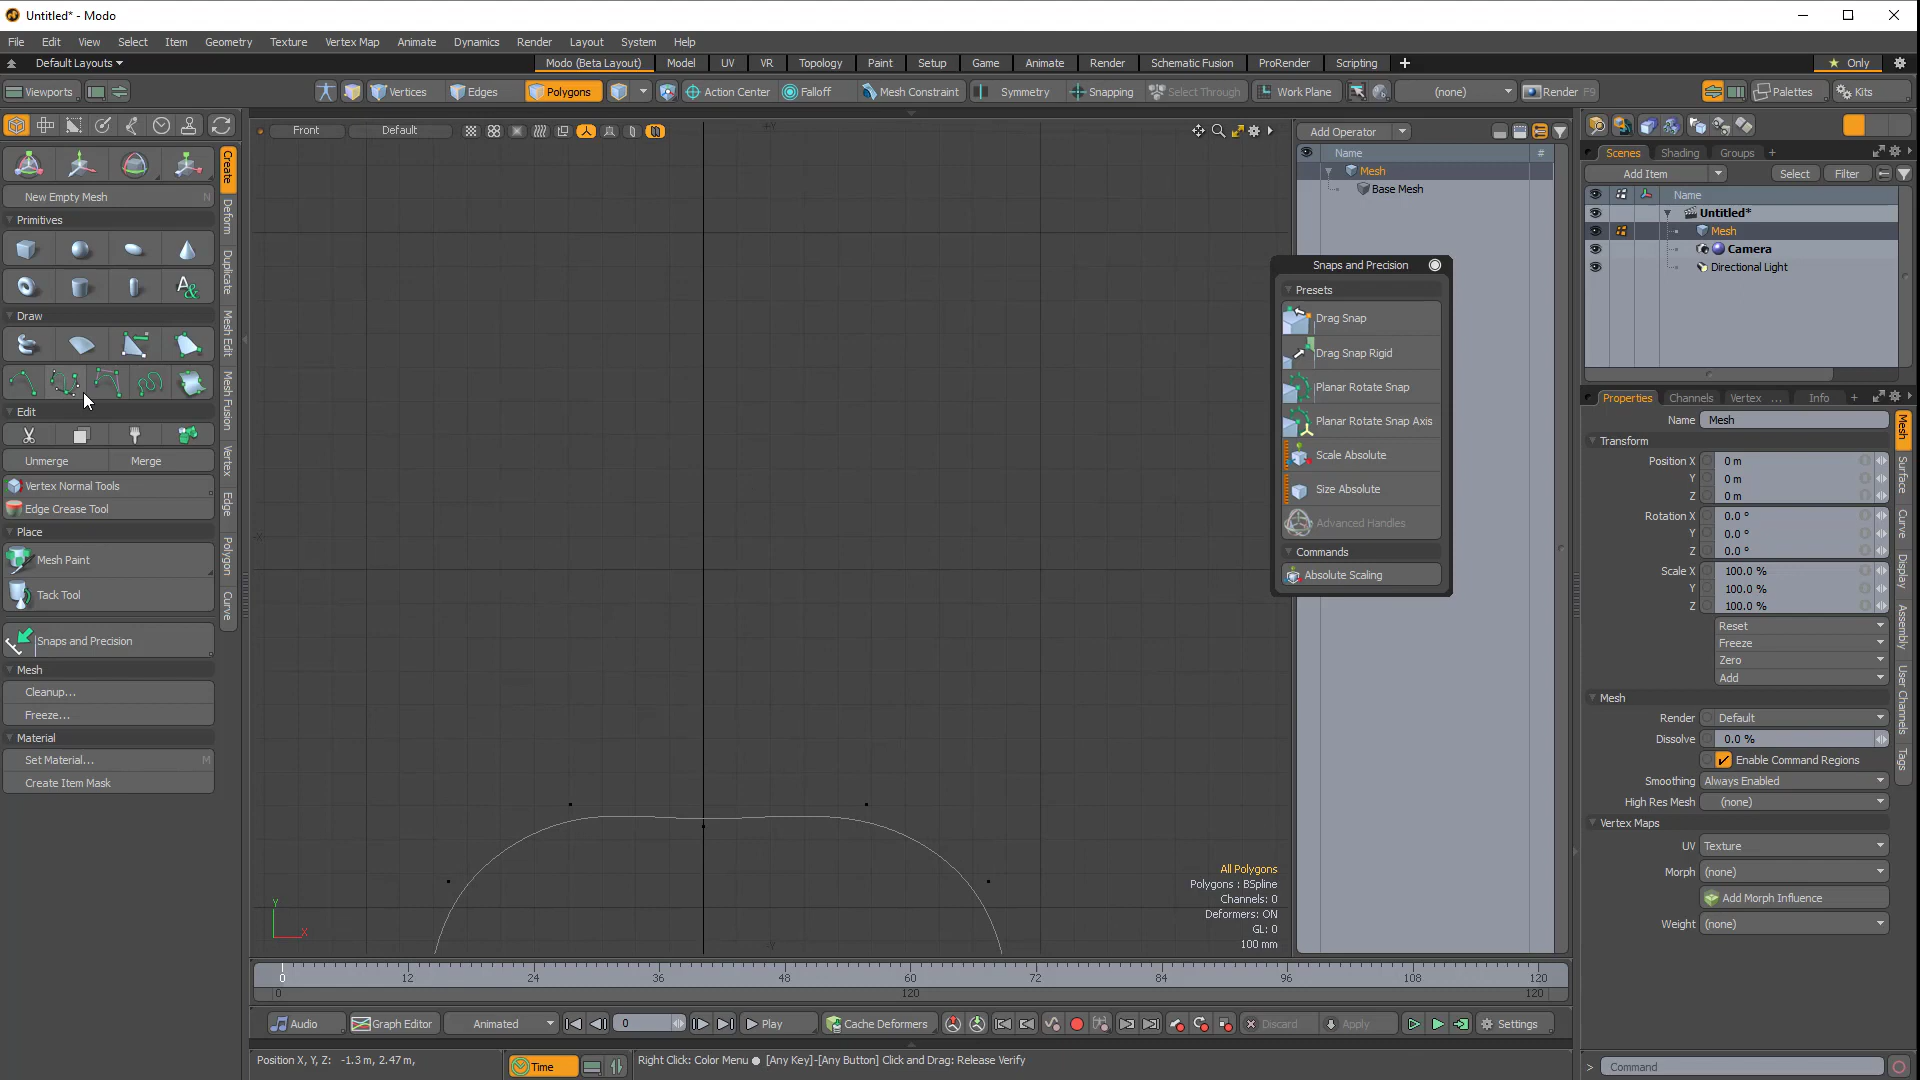 Untitled* - Modo
File Edit View Select Item Geometry Texture Vertex Map Animate Dynamics Render Layout System Help
Default Layouts Modo (Beta Layout) Model UV VR Topology Paint Setup Game Animate Render Schematic Fusion ProRender Scripting + Only
Viewports Vertices Edges Polygons Action Center Falloff Mesh Constraint Symmetry Snapping Select Through Work Plane (none) Render F9 Palettes Kits
Front Default
+Y
-X
-Y
Y
X
All Polygons
Polygons : BSpline
Channels: 0
Deformers: ON
GL: 0
100 mm
New Empty Mesh N
Primitives
Draw
Edit
Unmerge Merge
Vertex Normal Tools
Edge Crease Tool
Place
Mesh Paint
Tack Tool
Snaps and Precision
Mesh
Cleanup...
Freeze...
Material
Set Material... M
Create Item Mask
Create
Deform
Duplicate
Mesh Edit
Mesh Fusion
Vertex
Edge
Polygon
Curve
Add Operator
Name #
Mesh
Base Mesh
Snaps and Precision
Presets
Drag Snap
Drag Snap Rigid
Planar Rotate Snap
Planar Rotate Snap Axis
Scale Absolute
Size Absolute
Advanced Handles
Commands
Absolute Scaling
Scenes Shading Groups +
Add Item Select Filter
Name
Untitled*
Mesh
Camera
Directional Light
Properties Channels Vertex ... Info +
Name Mesh
Transform
Position X 0 m
Y 0 m
Z 0 m
Rotation X 0.0 °
Y 0.0 °
Z 0.0 °
Scale X 100.0 %
Y 100.0 %
Z 100.0 %
Reset
Freeze
Zero
Add
Mesh
Render Default
Dissolve 0.0 %
Enable Command Regions
Smoothing Always Enabled
High Res Mesh (none)
Vertex Maps
UV Texture
Morph (none)
Add Morph Influence
Weight (none)
Mesh
Surface
Curve
Display
Assembly
User Channels
Tags
0 12 24 36 48 60 72 84 96 108 120
0 120 120
Audio Graph Editor Animated 0 Play Cache Deformers Discard Apply Settings
Position X, Y, Z: -1.3 m, 2.47 m, Time Right Click: Color Menu ● [Any Key]-[Any Button] Click and Drag: Release Verify > Command